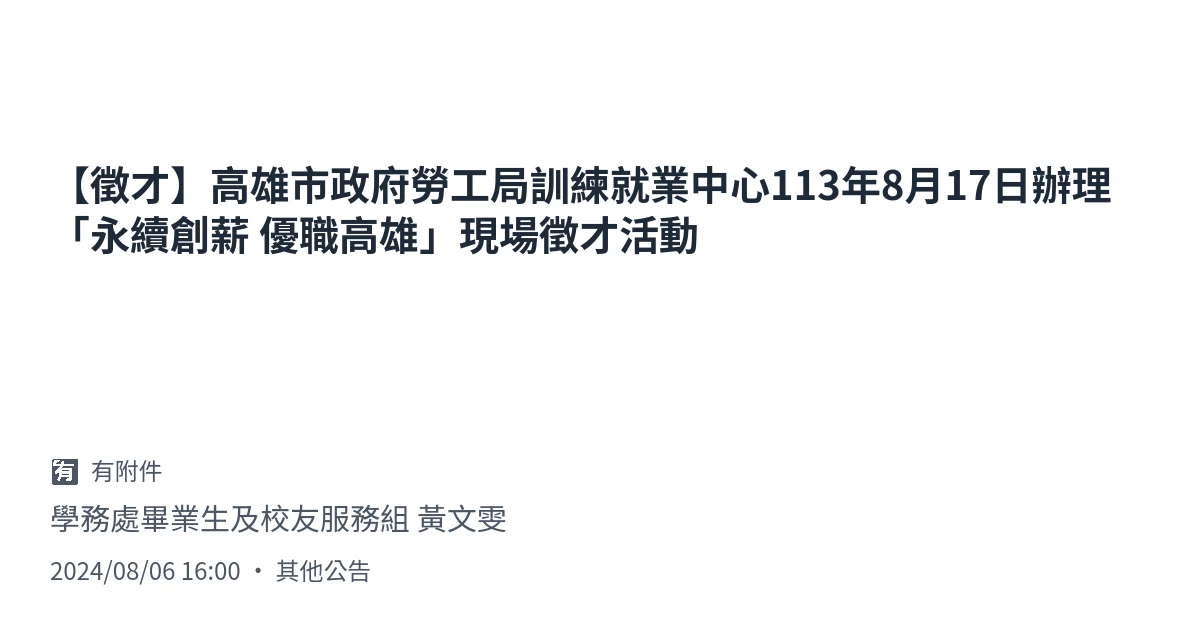 【徵才】高雄市政府勞工局訓練就業中心113年8月17日辦理
「永續創薪 優職高雄」現場徵才活動
🈶 有附件
學務處畢業生及校友服務組 黃文雯
2024/08/06 16:00 · 其他公告